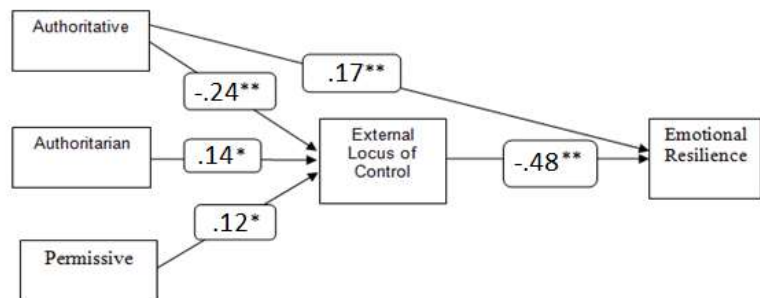 Authoritative
.17**
-.24**
Authoritarian
.14*
External
Locus of
Control
-.48**
Emotional
Resilience
.12*
Permissive